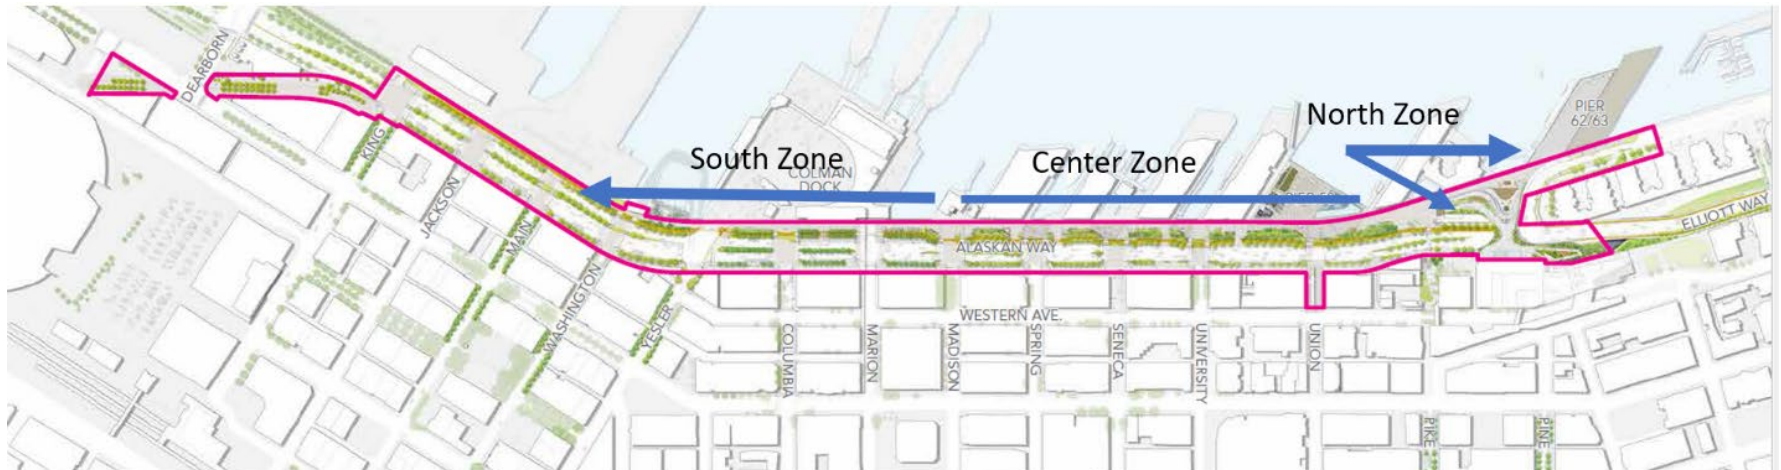 DEARBORN
KING
JACKSON
MAIN
WASHINGTON
YESLER
South Zone
COLMAN
DOCK
Center Zone
North Zone
PIER
62/63
ALASKAN WAY
ELLIOTT WAY
WESTERN AVE.
COLUMBIA
MARION
MADISON
SPRING
SENECA
UNIVERSITY
UNION
PIKE
PINE